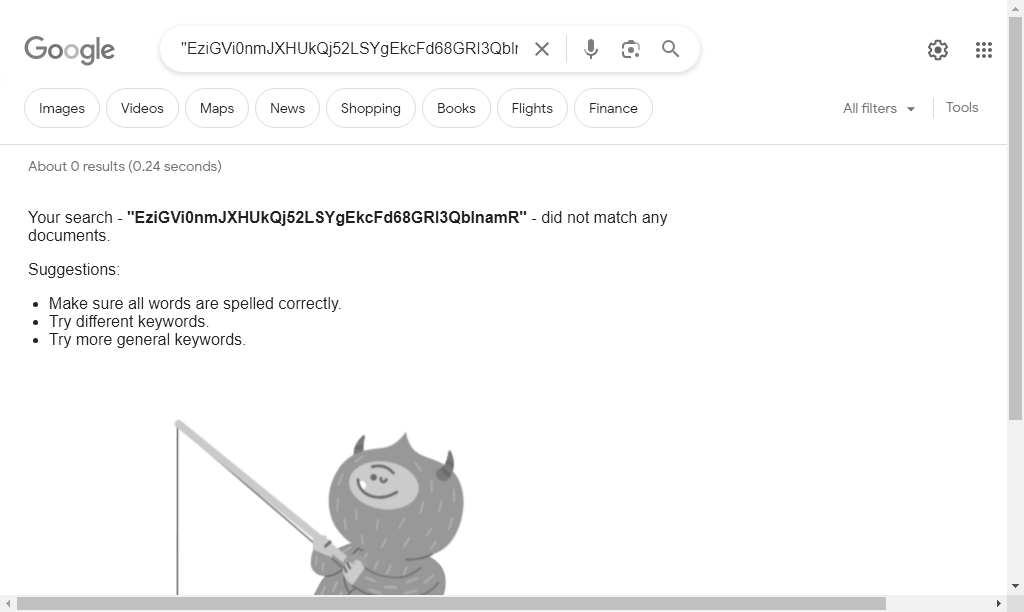 Google
"EziGVi0nmJXHUkQj52LSYgEkcFd68GRI3Qbln
Images
Videos
Maps
News
Shopping
Books
Flights
Finance
All filters
Tools
About 0 results (0.24 seconds)
Your search - "EziGVi0nmJXHUkQj52LSYgEkcFd68GRI3QblnamR" - did not match any
documents.
Suggestions:
Make sure all words are spelled correctly.
Try different keywords.
Try more general keywords.